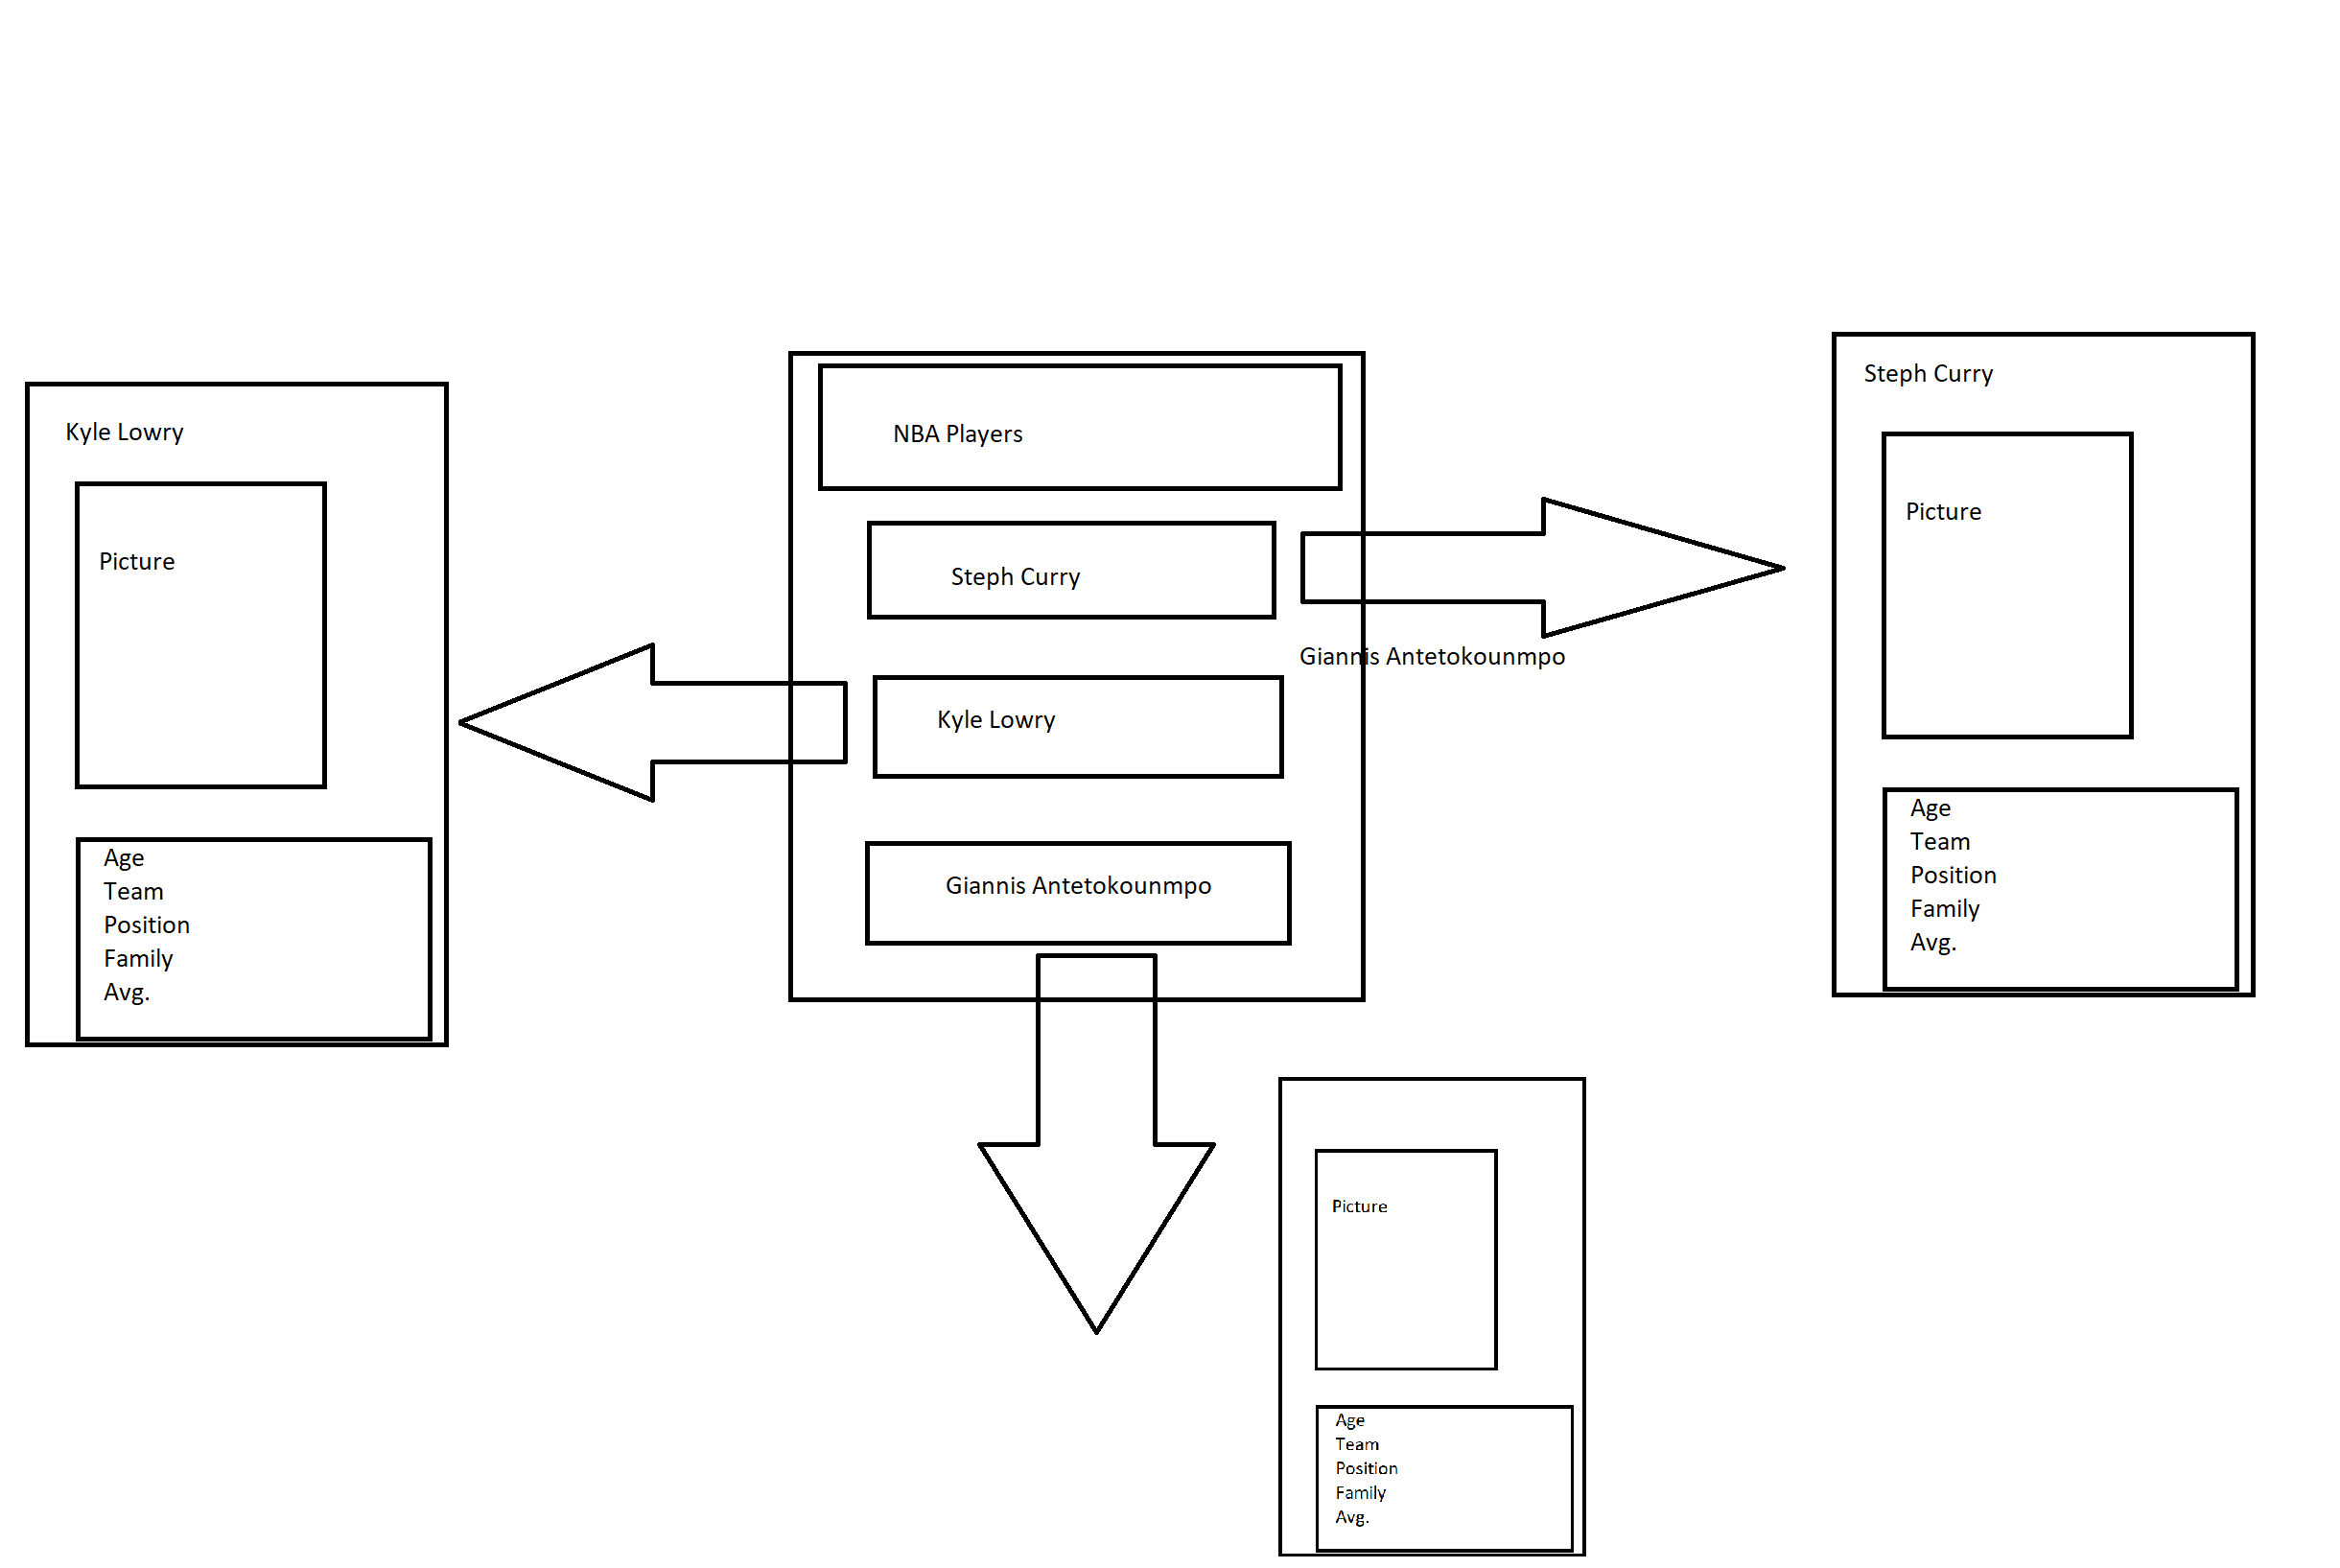 Kyle Lowry
Picture
Age
Team
Position
Family
Avg.
NBA Players
Steph Curry
Kyle Lowry
Giannis Antetokounmpo
Giannis Antetokounmpo
Steph Curry
Picture
Age
Team
Position
Family
Avg.
Picture
Age
Team
Position
Family
Avg.